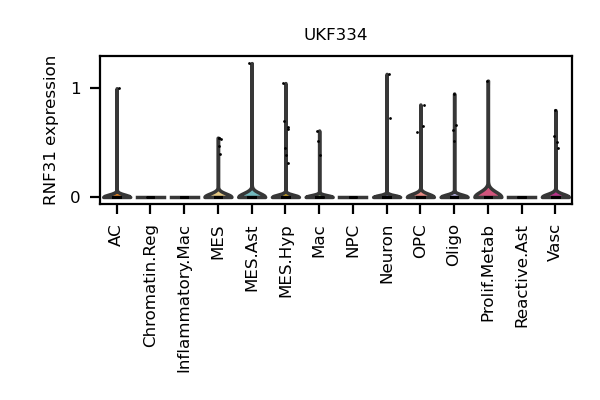 UKF334
RNF31 expression
1
0
AC
Chromatin.Reg
Inflammatory.Mac
MES
MES.Ast
MES.Hyp
Mac
NPC
Neuron
OPC
Oligo
Prolif.Metab
Reactive.Ast
Vasc